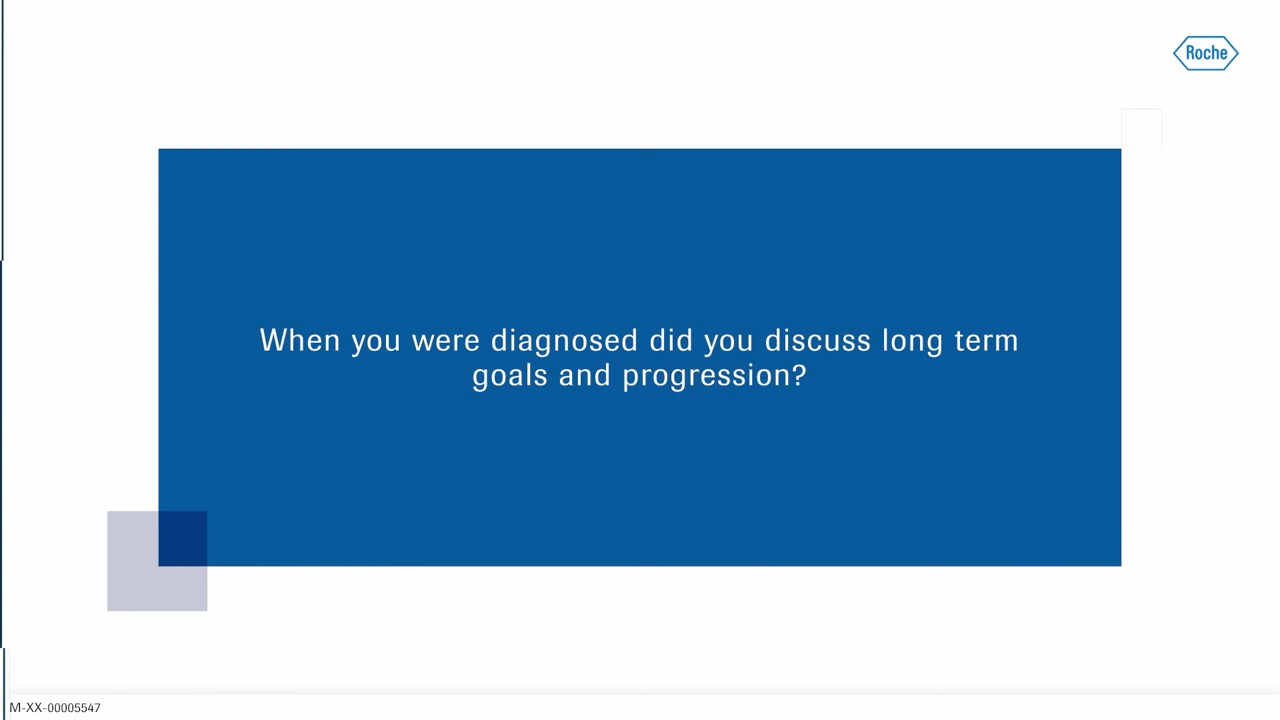 Roche
When you were diagnosed did you discuss long term
goals and progression?
M-XX-00005547